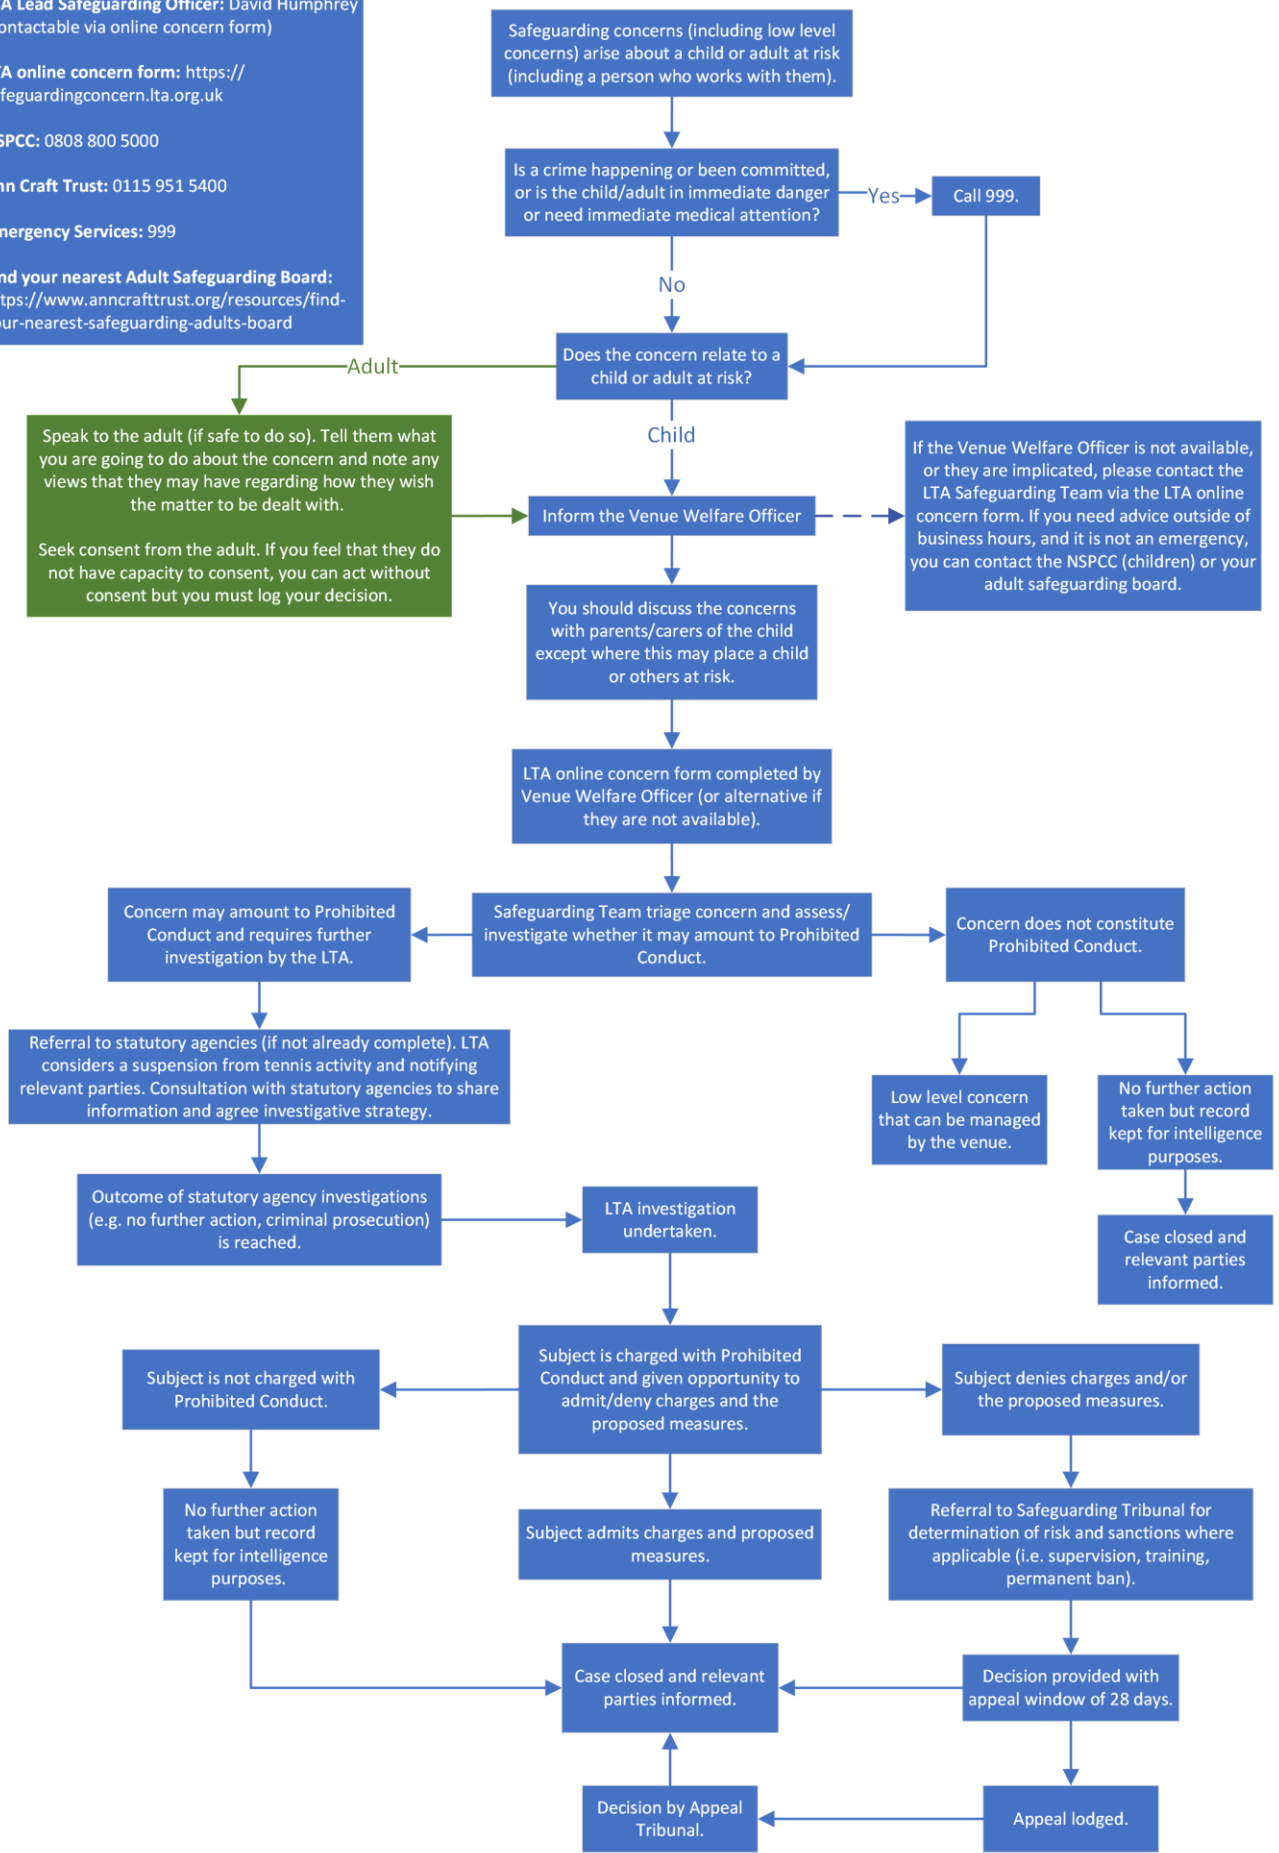 Lead Safeguarding Officer: David Humphrey
via online concern form)
online concern form: https://
0808 800 5000
Craft Trust: 0115 951 5400
Services: 999
your nearest Adult Safeguarding Board:
Safeguarding concerns (including low level
concerns) arise about a child or adult at risk
(including a person who works with them).
Is a crime happening or been committed,
or is the child/adult in immediate danger
or need immediate medical attention?
Yes
Call 999.
No
Does the concern relate to a
child or adult at risk?
Adult
Child
Speak to the adult (if safe to do so). Tell them what
you are going to do about the concern and note any
views that they may have regarding how they wish
the matter to be dealt with.
Seek consent from the adult. If you feel that they do
not have capacity to consent, you can act without
consent but you must log your decision.
Inform the Venue Welfare Officer
If the Venue Welfare Officer is not available,
or they are implicated, please contact the
LTA Safeguarding Team via the LTA online
concern form. If you need advice outside of
business hours, and it is not an emergency,
you can contact the NSPCC (children) or your
adult safeguarding board.
You should discuss the concerns
with parents/carers of the child
except where this may place a child
or others at risk.
LTA online concern form completed by
Venue Welfare Officer (or alternative if
they are not available).
Concern may amount to Prohibited
Conduct and requires further
investigation by the LTA.
Safeguarding Team triage concern and assess/
investigate whether it may amount to Prohibited
Conduct.
Concern does not constitute
Prohibited Conduct.
Referral to statutory agencies (if not already complete). LTA
considers a suspension from tennis activity and notifying
relevant parties. Consultation with statutory agencies to share
information and agree investigative strategy.
Low level concern
that can be managed
by the venue.
No further action
taken but record
kept for intelligence
purposes.
Outcome of statutory agency investigations
(e.g. no further action, criminal prosecution)
is reached.
LTA investigation
undertaken.
Case closed and
relevant parties
informed.
Subject is not charged with
Prohibited Conduct.
Subject is charged with Prohibited
Conduct and given opportunity to
admit/deny charges and the
proposed measures.
Subject denies charges and/or
the proposed measures.
No further action
taken but record
kept for intelligence
purposes.
Subject admits charges and proposed
measures.
Referral to Safeguarding Tribunal for
determination of risk and sanctions where
applicable (i.e. supervision, training,
permanent ban).
Case closed and relevant
parties informed.
Decision provided with
appeal window of 28 days.
Decision by Appeal
Tribunal.
Appeal lodged.